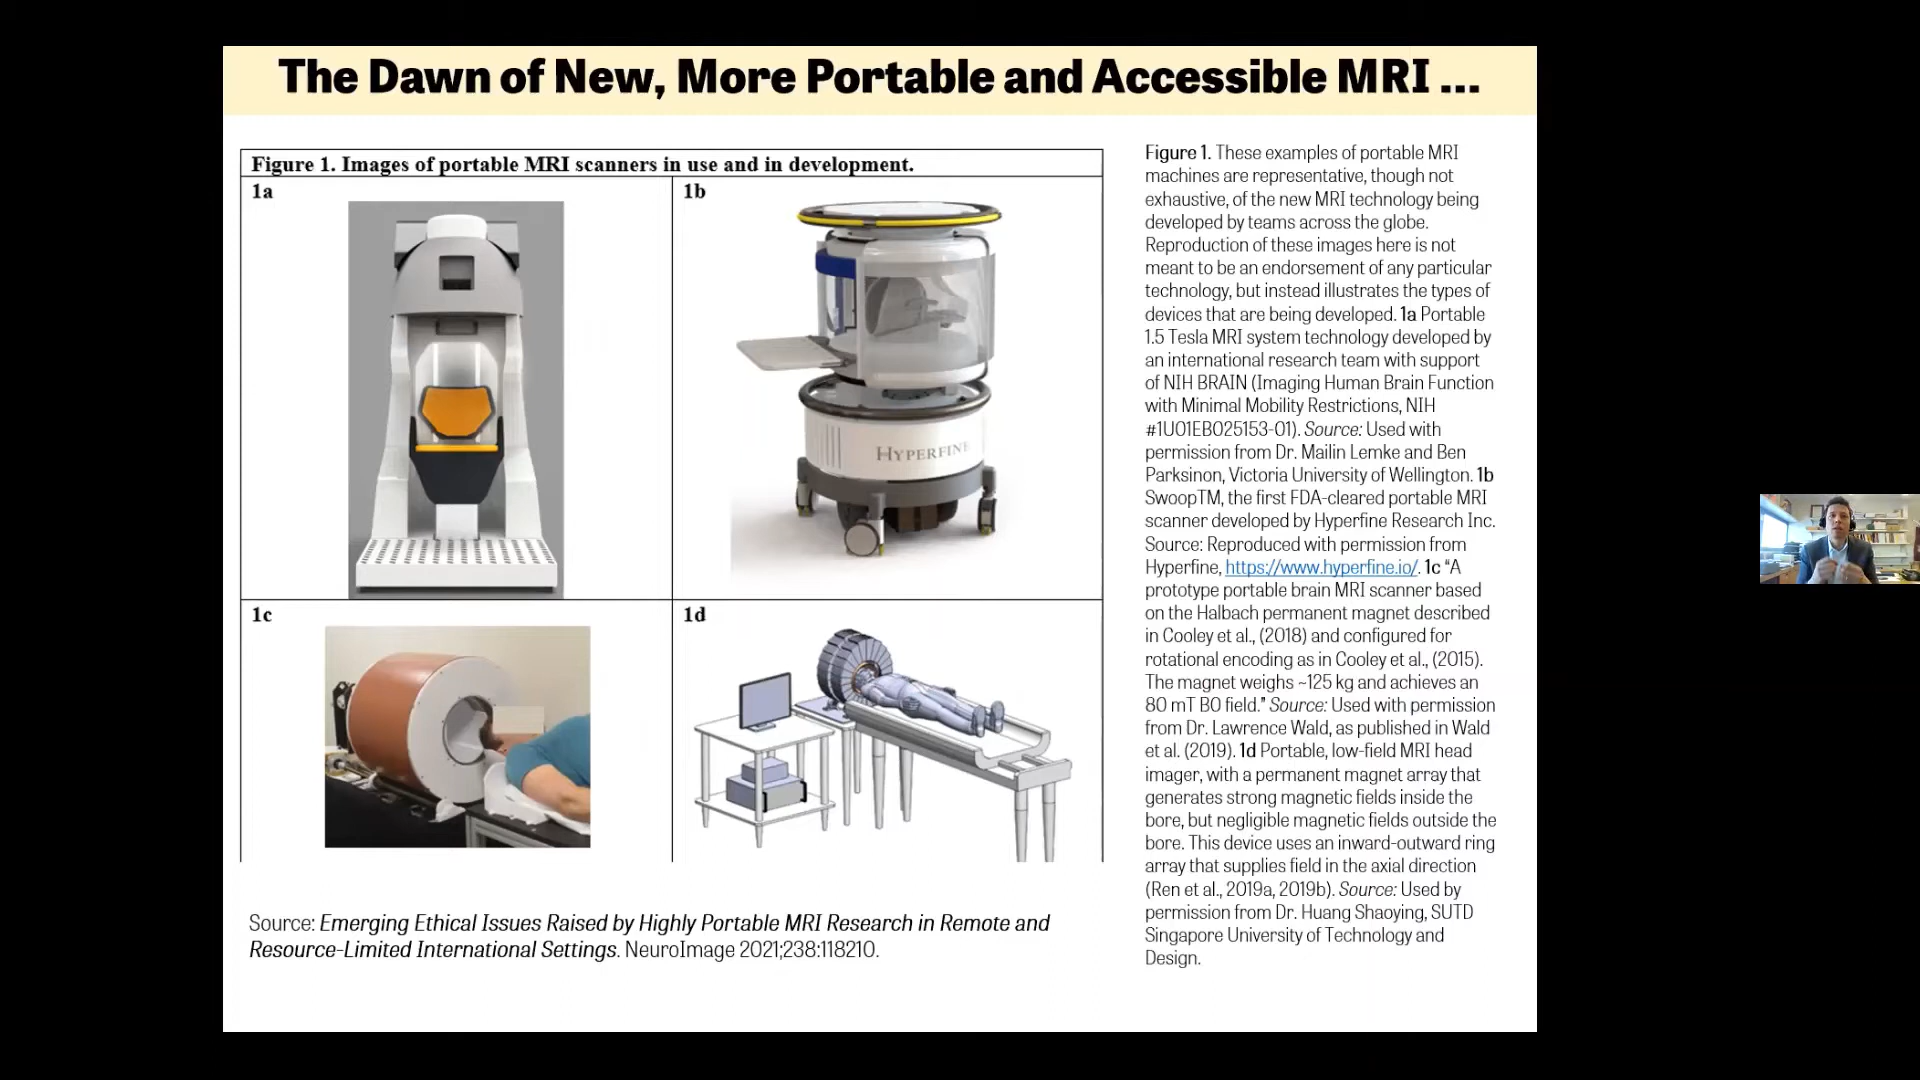 The Dawn of New, More Portable and Accessible MRI ...
Figure 1. Images of portable MRI scanners in use and in development.
1a
1b
HYPERFINE
1c
1d
Source: Emerging Ethical Issues Raised by Highly Portable MRI Research in Remote and
Resource-Limited International Settings. NeuroImage 2021;238:118210.
Figure 1. These examples of portable MRI
machines are representative, though not
exhaustive, of the new MRI technology being
developed by teams across the globe.
Reproduction of these images here is not
meant to be an endorsement of any particular
technology, but instead illustrates the types of
devices that are being developed. 1a Portable
1.5 Tesla MRI system technology developed by
an international research team with support
of NIH BRAIN (Imaging Human Brain Function
with Minimal Mobility Restrictions, NIH
#1U01EB025153-01). Source: Used with
permission from Dr. Mailin Lemke and Ben
Parksinon, Victoria University of Wellington. 1b
SwoopTM, the first FDA-cleared portable MRI
scanner developed by Hyperfine Research Inc.
Source: Reproduced with permission from
Hyperfine, https://www.hyperfine.io/. 1c “A
prototype portable brain MRI scanner based
on the Halbach permanent magnet described
in Cooley et al., (2018) and configured for
rotational encoding as in Cooley et al., (2015).
The magnet weighs ~125 kg and achieves an
80 mT B0 field.” Source: Used with permission
from Dr. Lawrence Wald, as published in Wald
et al. (2019). 1d Portable, low-field MRI head
imager, with a permanent magnet array that
generates strong magnetic fields inside the
bore, but negligible magnetic fields outside the
bore. This device uses an inward-outward ring
array that supplies field in the axial direction
(Ren et al., 2019a, 2019b). Source: Used by
permission from Dr. Huang Shaoying, SUTD
Singapore University of Technology and
Design.